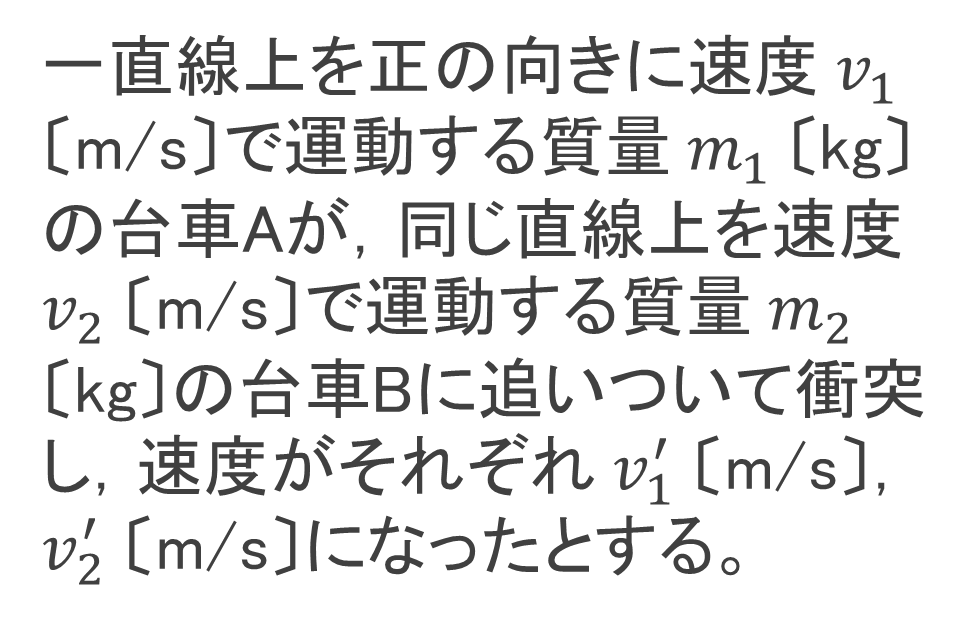 一直線上を正の向きに速度 𝑣₁
〔m/s〕で運動する質量 𝑚₁〔kg〕
の台車Aが，同じ直線上を速度
𝑣₂〔m/s〕で運動する質量 𝑚₂
〔kg〕の台車Bに追いついて衝突
し，速度がそれぞれ 𝑣₁′〔m/s〕，
𝑣₂′〔m/s〕になったとする。